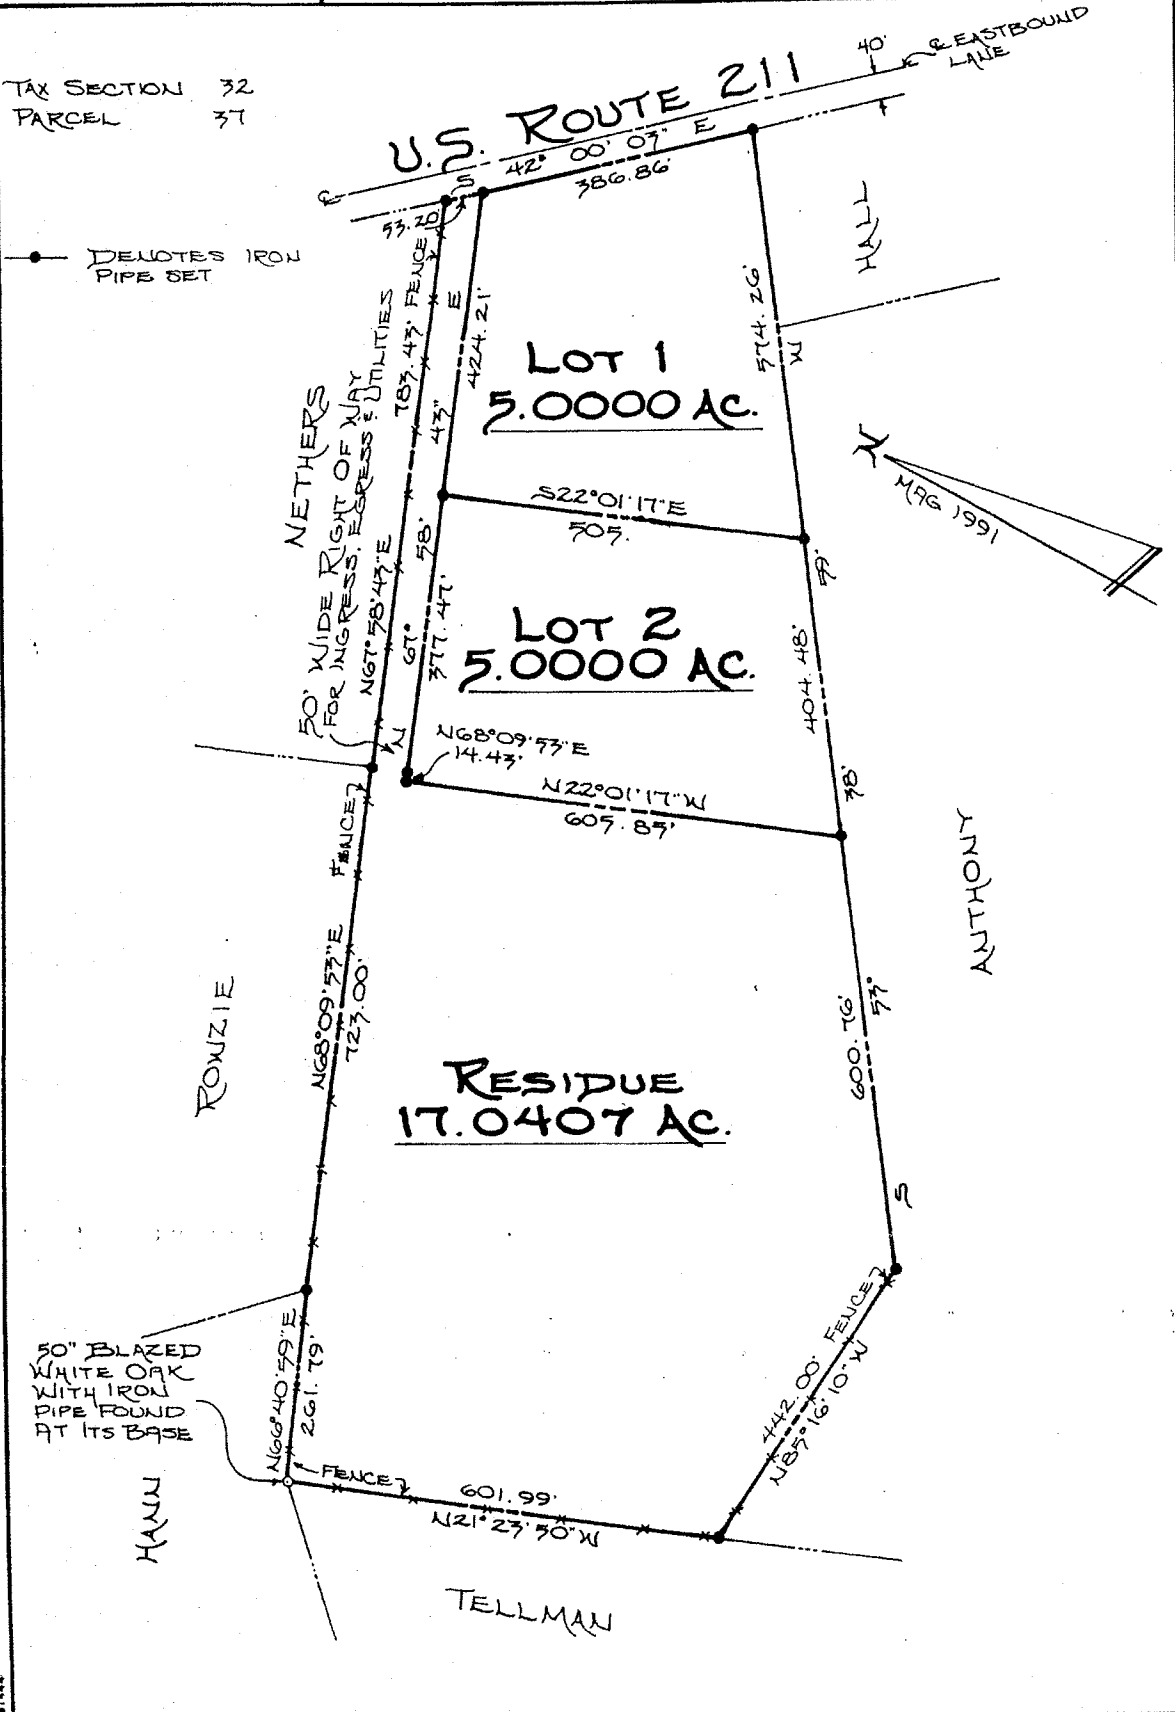 TAX SECTION 32
PARCEL 37
U.S. ROUTE 211
40'
℄ EASTBOUND
LANE
℄
S 42° 00' 03" E
386.86'
53.20'
DENOTES IRON
PIPE SET
HALL
783.43' FENCE
E
424.21'
574.26'
W
LOT 1
5.0000 AC.
NETHERS
50' WIDE RIGHT OF WAY
FOR INGRESS, EGRESS & UTILITIES
43"
N
MAG 1991
S22°01'17"E
505.
58'
N67°58'43"E
67°
377.47'
LOT 2
5.0000 AC.
404.48'
N
N68°09'53"E
14.43'
N22°01'17"W
605.85'
38'
FENCE
ANTHONY
N68°09'53"E
723.00'
ROWZIE
600.76'
53°
RESIDUE
17.0407 AC.
S
50" BLAZED
WHITE OAK
WITH IRON
PIPE FOUND
AT ITS BASE
N66°40'59"E
261.79'
442.00' FENCE
N85°16'10"W
FENCE
601.99'
N21°23'50"W
HANN
TELLMAN